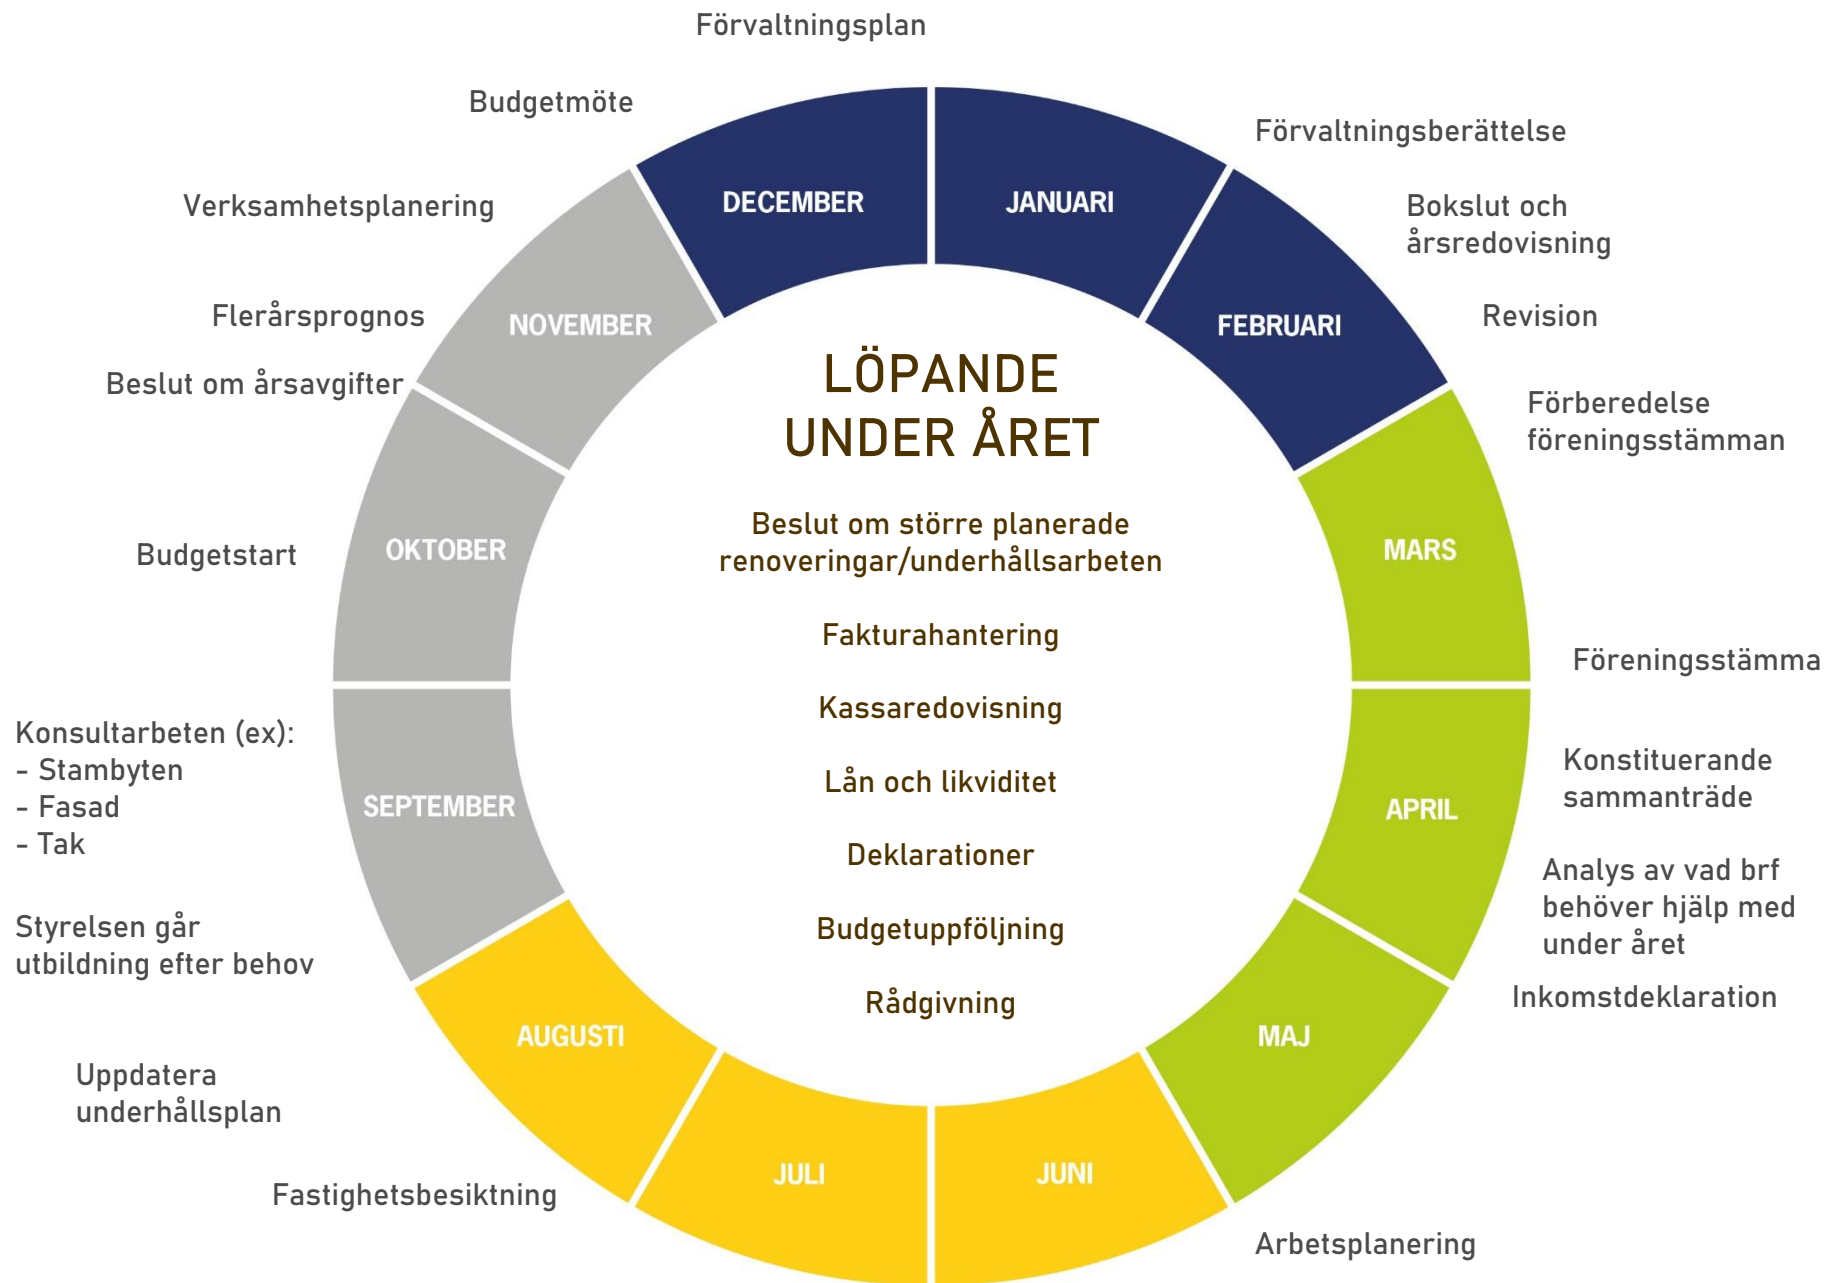 Förvaltningsplan
Budgetmöte
Verksamhetsplanering
Flerårsprognos
Beslut om årsavgifter
Budgetstart
Konsultarbeten (ex):
- Stambyten
- Fasad
- Tak
Styrelsen går
utbildning efter behov
Uppdatera
underhållsplan
Fastighetsbesiktning
DECEMBER
JANUARI
FEBRUARI
MARS
APRIL
MAJ
JUNI
JULI
AUGUSTI
SEPTEMBER
OKTOBER
NOVEMBER
LÖPANDE
UNDER ÅRET
Beslut om större planerade
renoveringar/underhållsarbeten
Fakturahantering
Kassaredovisning
Lån och likviditet
Deklarationer
Budgetuppföljning
Rådgivning
Förvaltningsberättelse
Bokslut och
årsredovisning
Revision
Förberedelse
föreningsstämman
Föreningsstämma
Konstituerande
sammanträde
Analys av vad brf
behöver hjälp med
under året
Inkomstdeklaration
Arbetsplanering